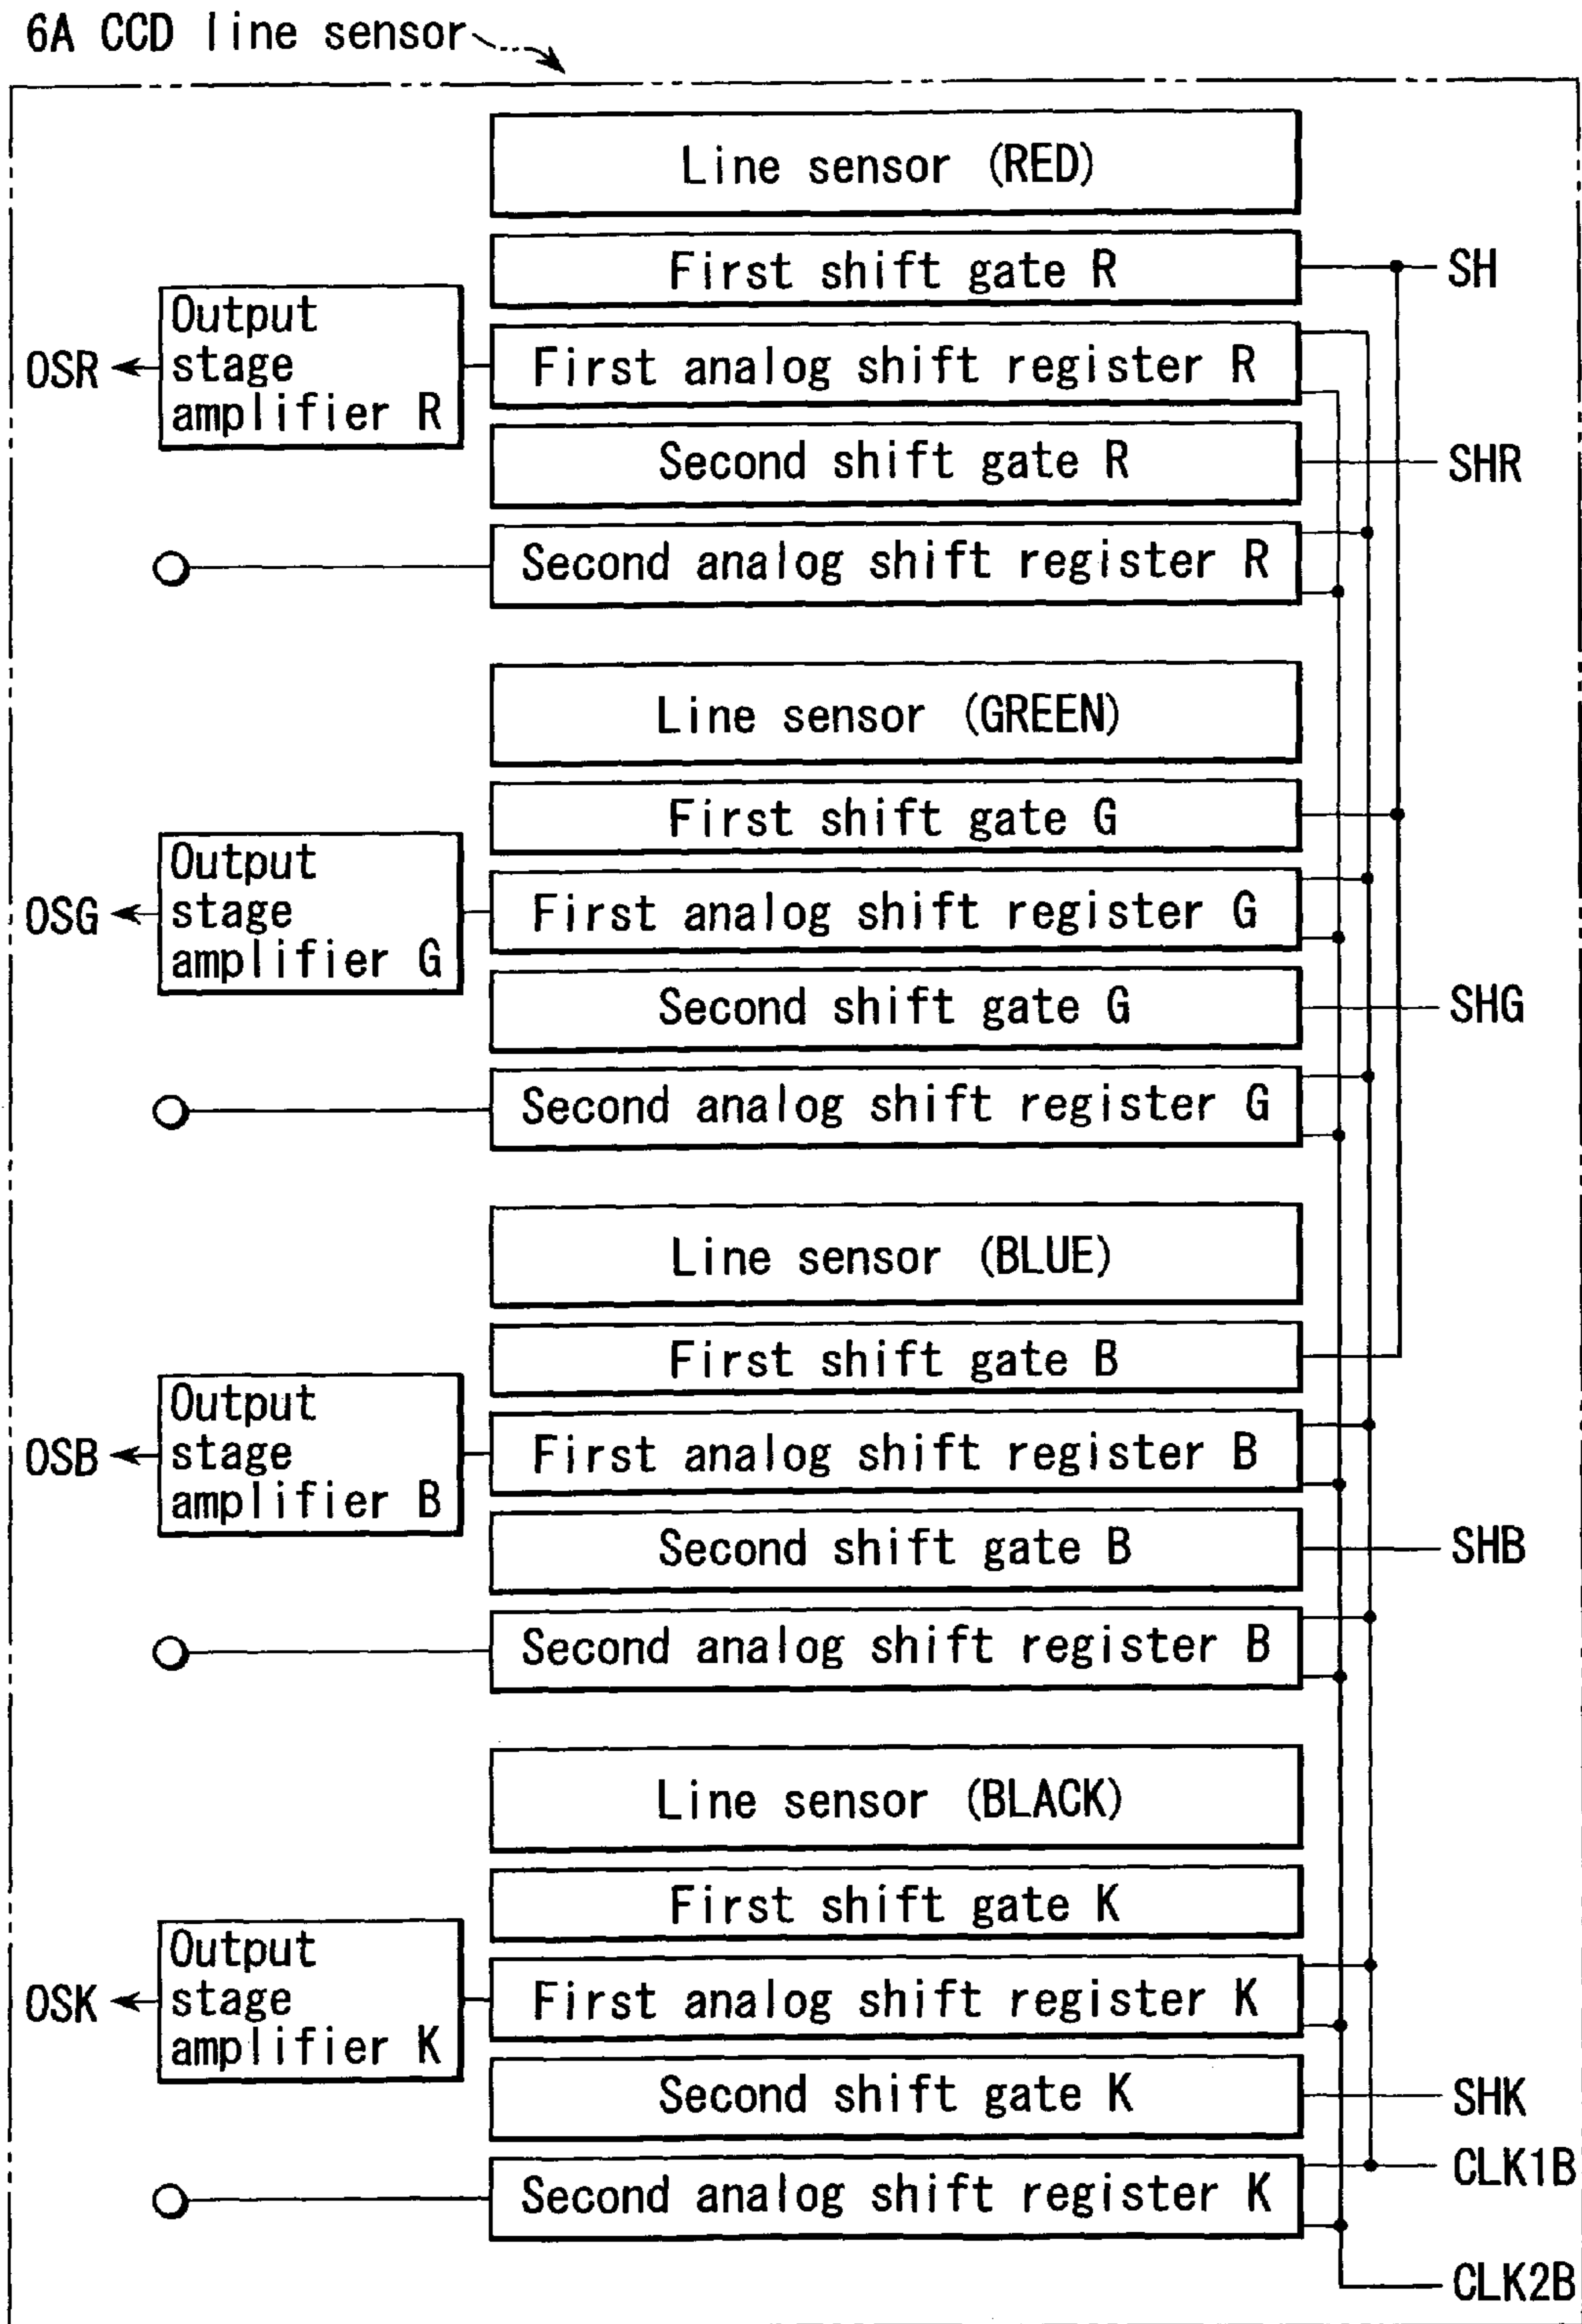 6A CCD line sensor
Line sensor (RED)
First shift gate R
SH
Output
stage
amplifier R
OSR
First analog shift register R
Second shift gate R
SHR
Second analog shift register R
Line sensor (GREEN)
First shift gate G
Output
stage
amplifier G
OSG
First analog shift register G
Second shift gate G
SHG
Second analog shift register G
Line sensor (BLUE)
First shift gate B
Output
stage
amplifier B
OSB
First analog shift register B
Second shift gate B
SHB
Second analog shift register B
Line sensor (BLACK)
First shift gate K
Output
stage
amplifier K
OSK
First analog shift register K
Second shift gate K
SHK
CLK1B
Second analog shift register K
CLK2B